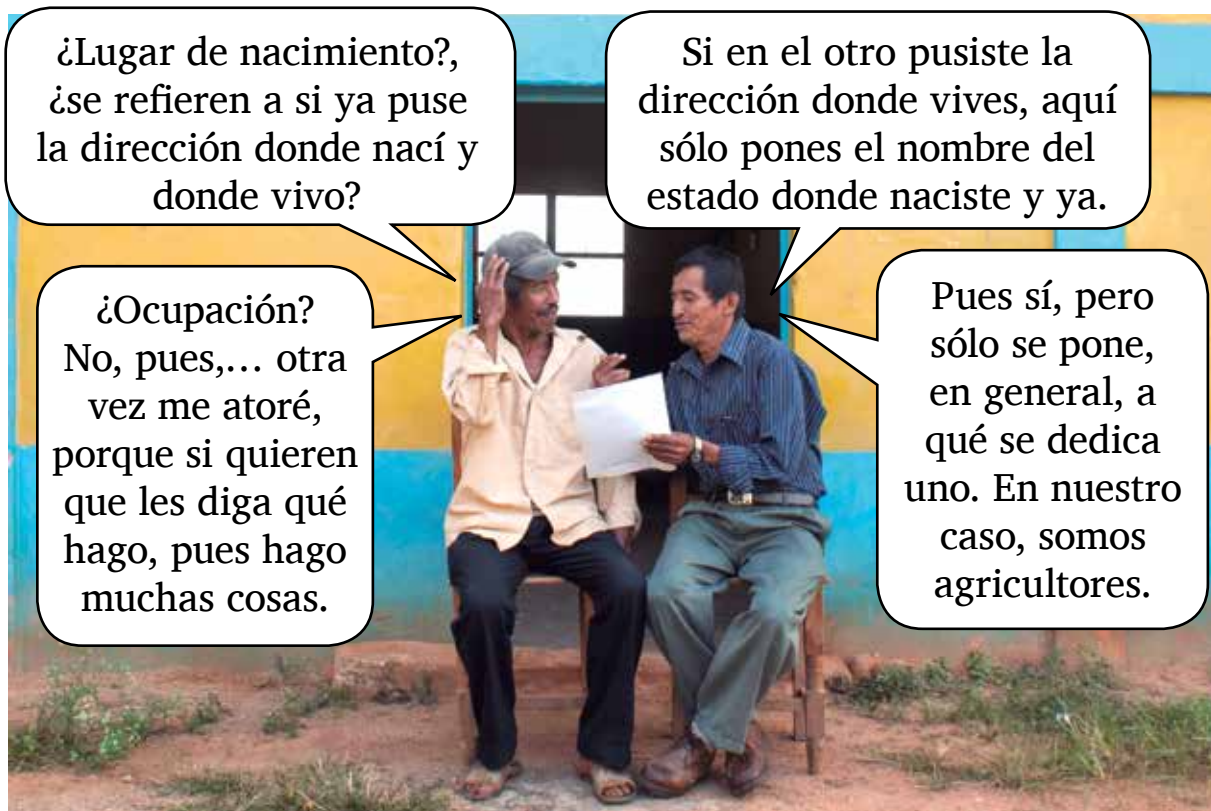 ¿Lugar de nacimiento?,
¿se refieren a si ya puse
la dirección donde nací y
donde vivo?
Si en el otro pusiste la
dirección donde vives, aquí
sólo pones el nombre del
estado donde naciste y ya.
¿Ocupación?
No, pues,... otra
vez me atoré,
porque si quieren
que les diga qué
hago, pues hago
muchas cosas.
Pues sí, pero
sólo se pone,
en general, a
qué se dedica
uno. En nuestro
caso, somos
agricultores.